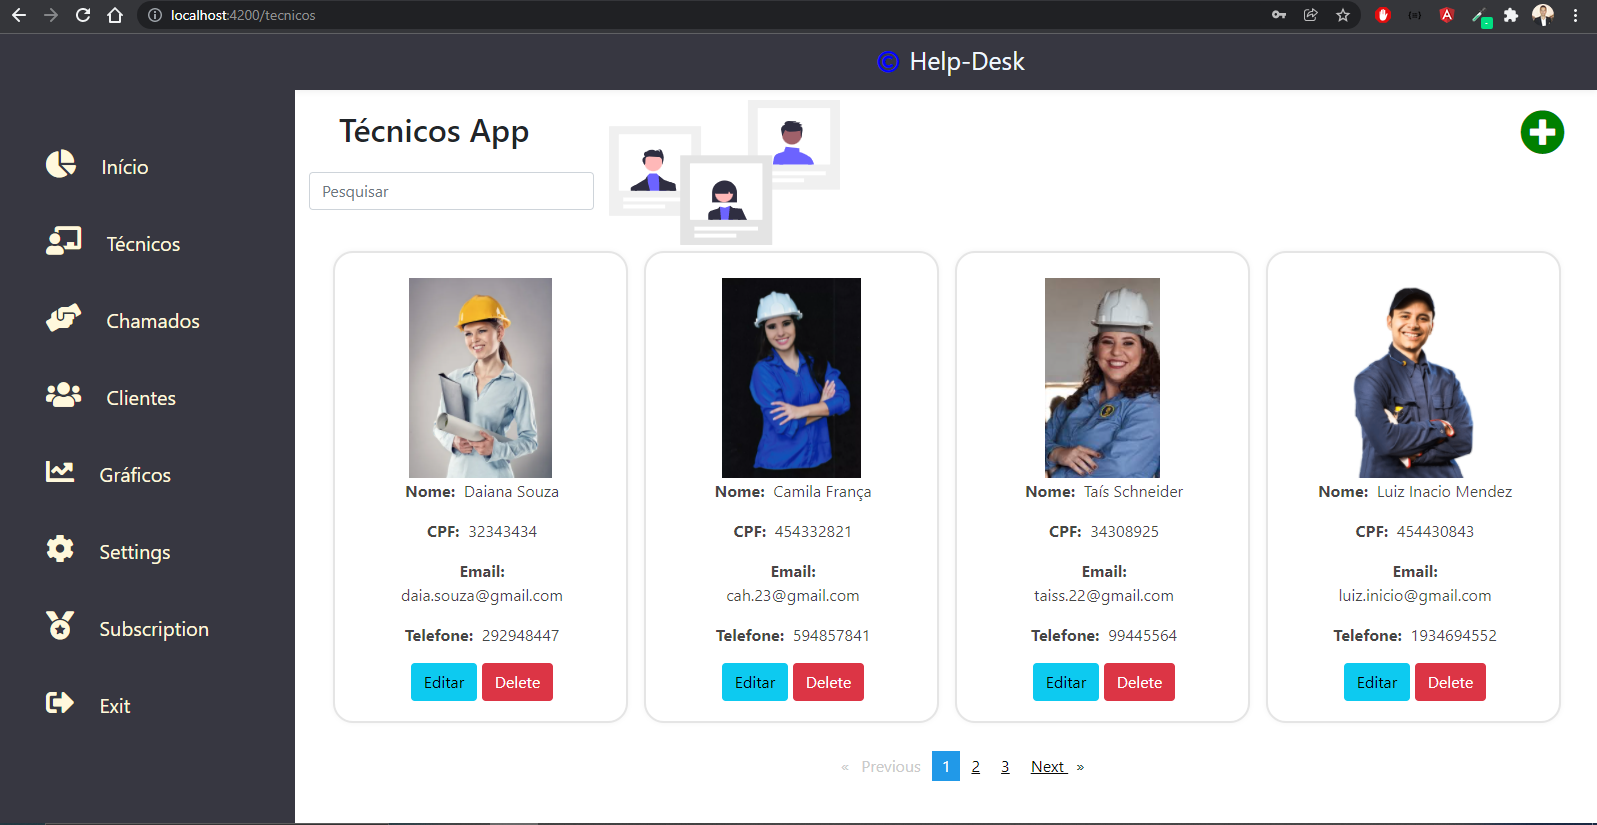 localhost:4200/tecnicos
© Help-Desk
Início
Técnicos
Chamados
Clientes
Gráficos
Settings
Subscription
Exit
Técnicos App
Pesquisar
Nome: Daiana Souza
CPF: 32343434
Email:
daia.souza@gmail.com
Telefone: 292948447
Editar Delete
Nome: Camila França
CPF: 454332821
Email:
cah.23@gmail.com
Telefone: 594857841
Editar Delete
Nome: Taís Schneider
CPF: 34308925
Email:
taiss.22@gmail.com
Telefone: 99445564
Editar Delete
Nome: Luiz Inacio Mendez
CPF: 454430843
Email:
luiz.inicio@gmail.com
Telefone: 1934694552
Editar Delete
« Previous 1 2 3 Next »